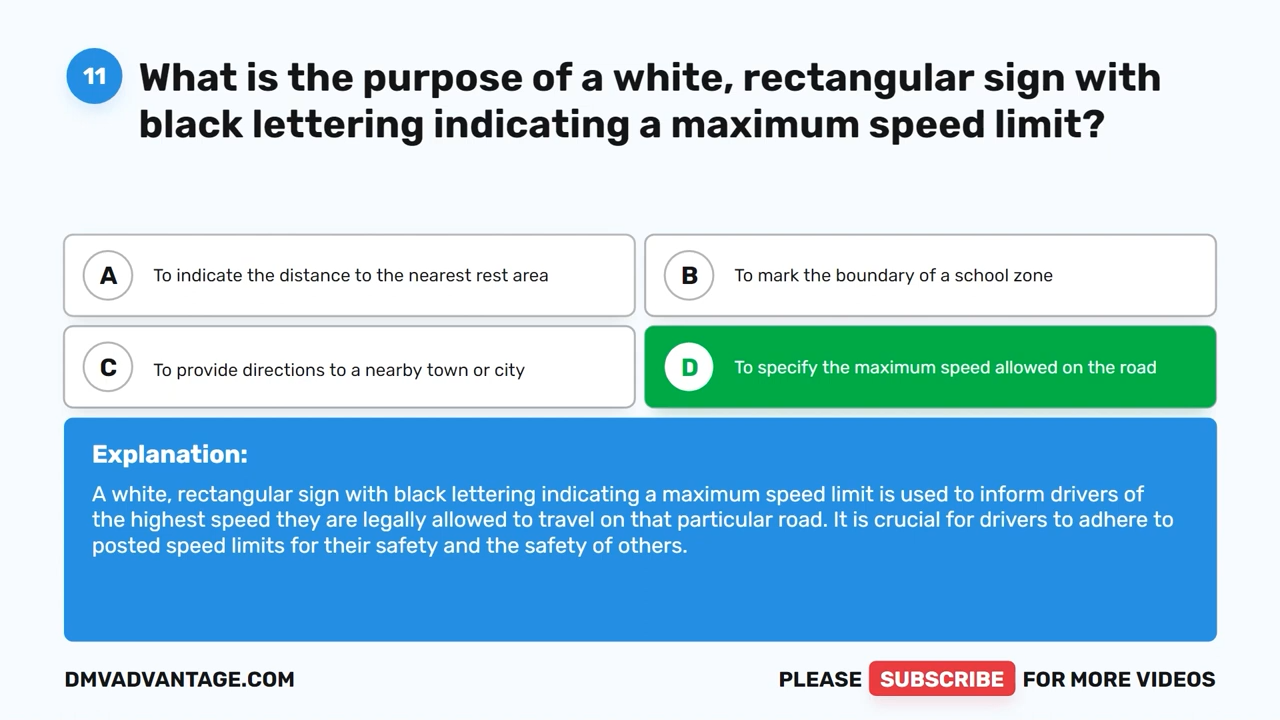 11
What is the purpose of a white, rectangular sign with
black lettering indicating a maximum speed limit?
A To indicate the distance to the nearest rest area
B To mark the boundary of a school zone
C To provide directions to a nearby town or city
D To specify the maximum speed allowed on the road
Explanation:
A white, rectangular sign with black lettering indicating a maximum speed limit is used to inform drivers of
the highest speed they are legally allowed to travel on that particular road. It is crucial for drivers to adhere to
posted speed limits for their safety and the safety of others.
DMVADVANTAGE.COM
PLEASE SUBSCRIBE FOR MORE VIDEOS